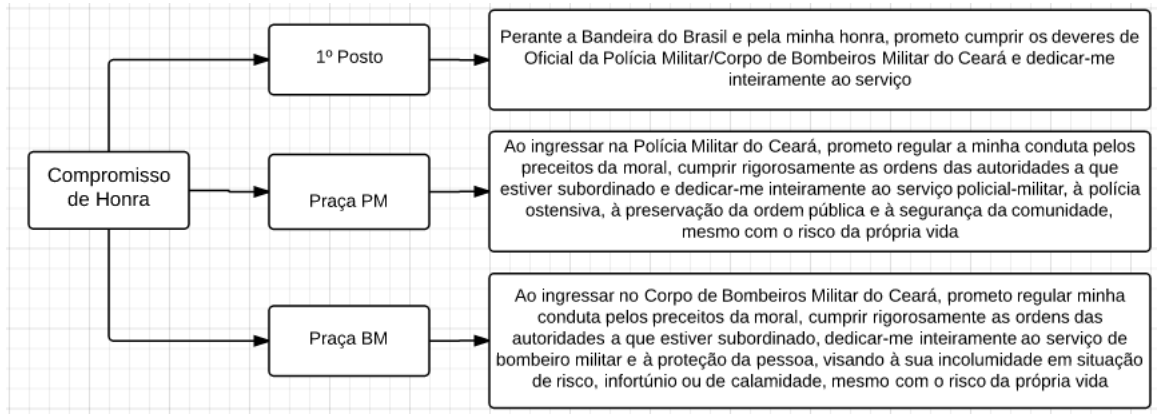 Compromisso
de Honra
1º Posto
Perante a Bandeira do Brasil e pela minha honra, prometo cumprir os deveres de
Oficial da Polícia Militar/Corpo de Bombeiros Militar do Ceará e dedicar-me
inteiramente ao serviço
Praça PM
Ao ingressar na Polícia Militar do Ceará, prometo regular a minha conduta pelos
preceitos da moral, cumprir rigorosamente as ordens das autoridades a que
estiver subordinado e dedicar-me inteiramente ao serviço policial-militar, à polícia
ostensiva, à preservação da ordem pública e à segurança da comunidade,
mesmo com o risco da própria vida
Praça BM
Ao ingressar no Corpo de Bombeiros Militar do Ceará, prometo regular minha
conduta pelos preceitos da moral, cumprir rigorosamente as ordens das
autoridades a que estiver subordinado, dedicar-me inteiramente ao serviço de
bombeiro militar e à proteção da pessoa, visando à sua incolumidade em situação
de risco, infortúnio ou de calamidade, mesmo com o risco da própria vida